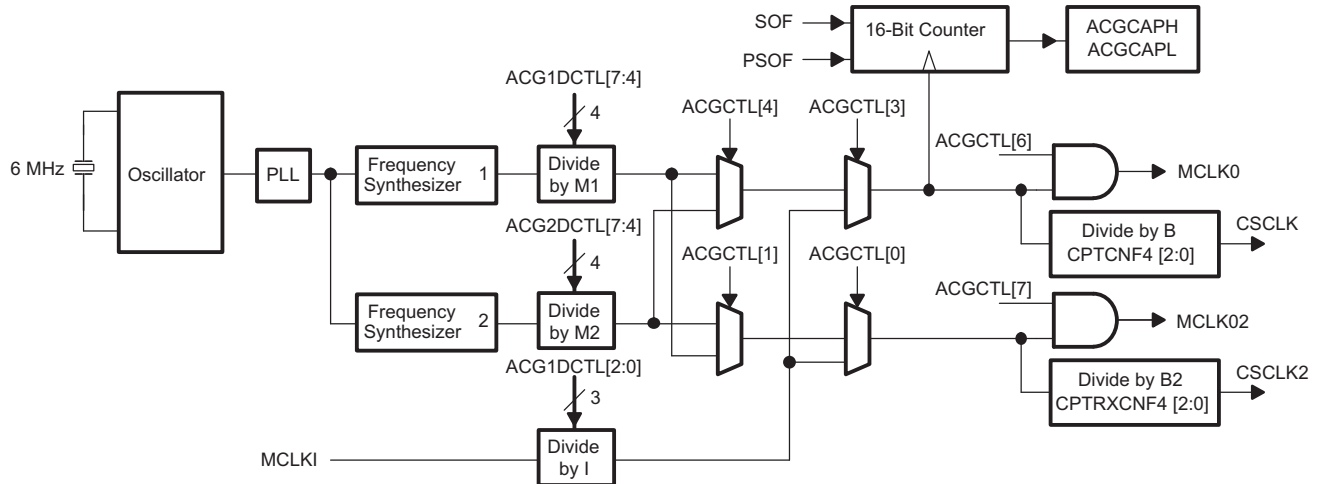 SOF
PSOF
16-Bit Counter
ACGCAPH
ACGCAPL
ACG1DCTL[7:4]
4
ACGCTL[4]
ACGCTL[3]
ACGCTL[6]
6 MHz
Oscillator
PLL
Frequency
Synthesizer
1
Divide
by M1
MCLK0
ACG2DCTL[7:4]
4
Divide by B
CPTCNF4 [2:0]
CSCLK
ACGCTL[1]
ACGCTL[0]
ACGCTL[7]
Frequency
Synthesizer
2
Divide
by M2
MCLK02
ACG1DCTL[2:0]
3
Divide by B2
CPTRXCNF4 [2:0]
CSCLK2
MCLKI
Divide
by I